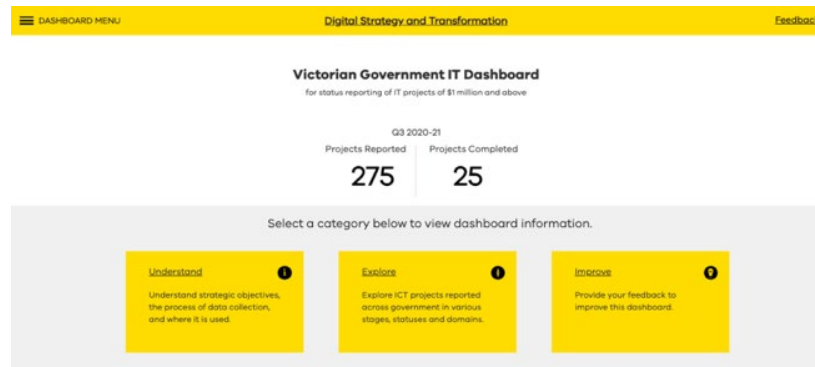 DASHBOARD MENU
Digital Strategy and Transformation
Feedbac
Victorian Government IT Dashboard
for status reporting of IT projects of $1 million and above
Q3 2020-21
Projects Reported Projects Completed
275 25
Select a category below to view dashboard information.
Understand
Understand strategic objectives,
the process of data collection,
and where it is used.
Explore
Explore ICT projects reported
across government in various
stages, statuses and domains.
Improve
Provide your feedback to
improve this dashboard.